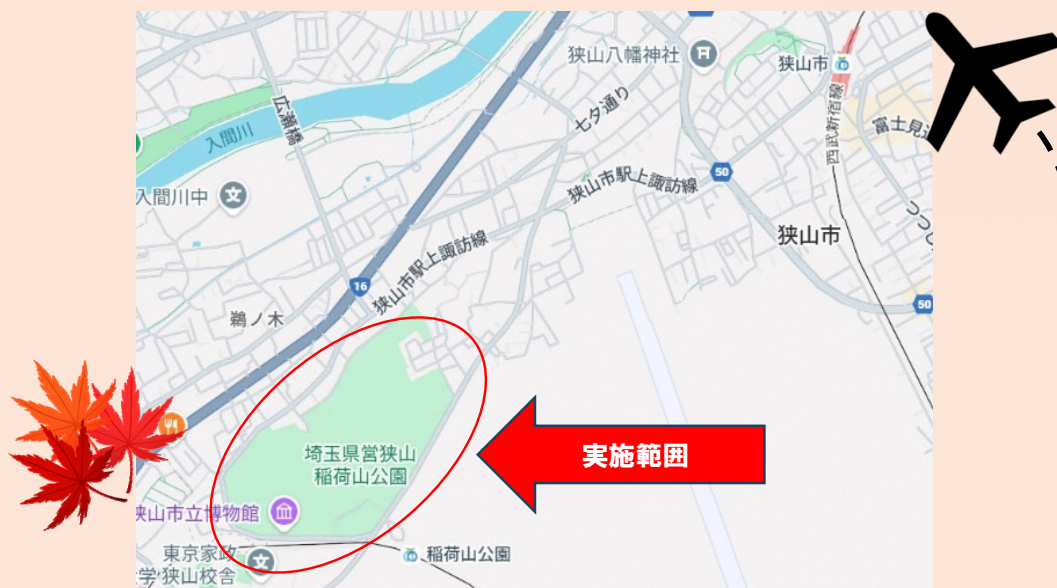 狭山八幡神社
狭山市
広瀬橋
七夕通り
西武新宿線
入間川
富士見
50
狭山市駅上諏訪線
入間川中
狭山市
つつじ
狭山市駅上諏訪線
16
50
鵜ノ木
実施範囲
埼玉県営狭山
稲荷山公園
狭山市立博物館
東京家政
学狭山校舎
稲荷山公園